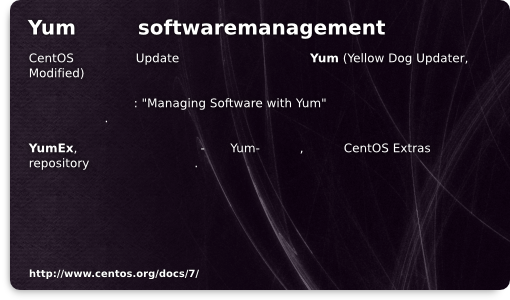 Yum softwaremanagement
CentOS Update Yum (Yellow Dog Updater,
Modified)
: "Managing Software with Yum"
.
YumEx, - Yum- , CentOS Extras
repository .
http://www.centos.org/docs/7/